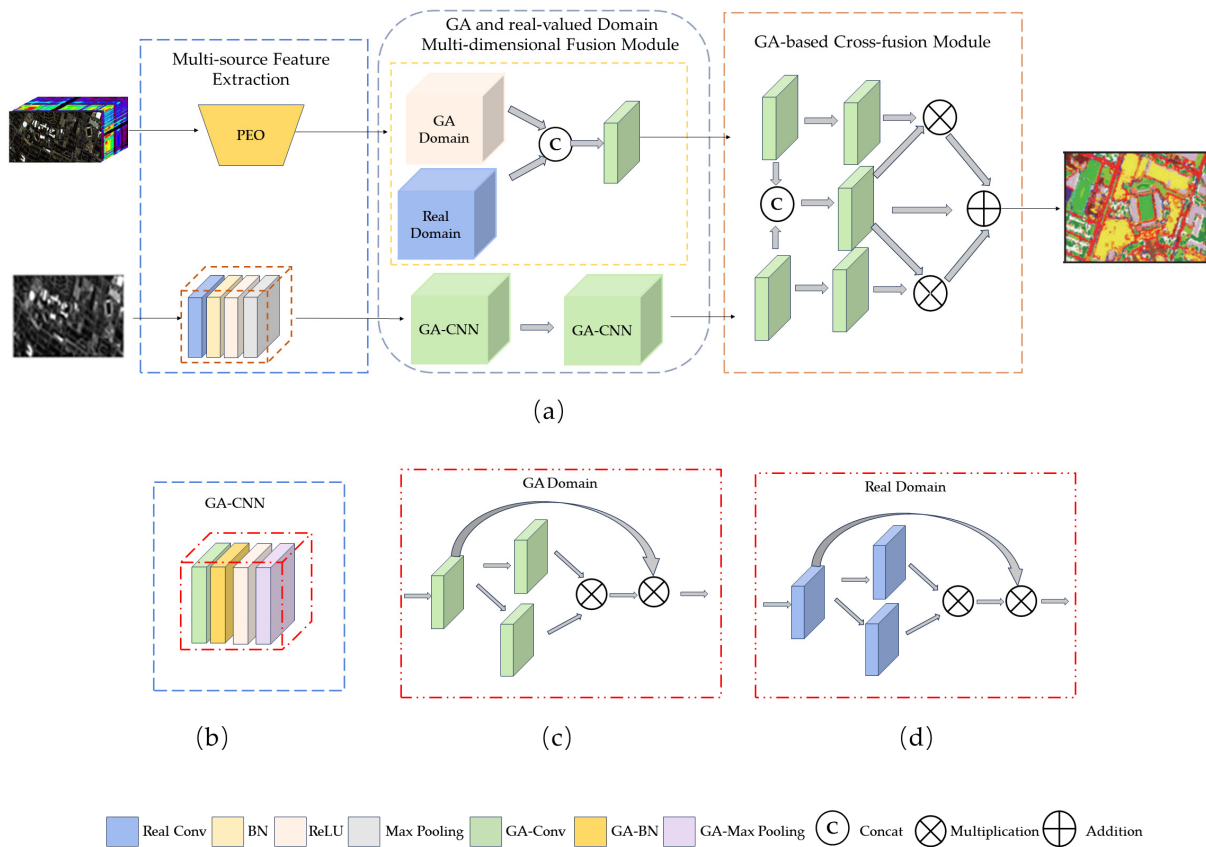 GA and real-valued Domain
Multi-dimensional Fusion Module
Multi-source Feature
Extraction
GA-based Cross-fusion Module
PEO
GA
Domain
C
Real
Domain
C
GA-CNN
GA-CNN
(a)
GA-CNN
GA Domain
Real Domain
(b)
(c)
(d)
Real Conv
BN
ReLU
Max Pooling
GA-Conv
GA-BN
GA-Max Pooling
C
Concat
Multiplication
Addition